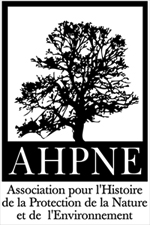 AHPNE
Association pour l'Histoire
de la Protection de la Nature
et de l'Environnement